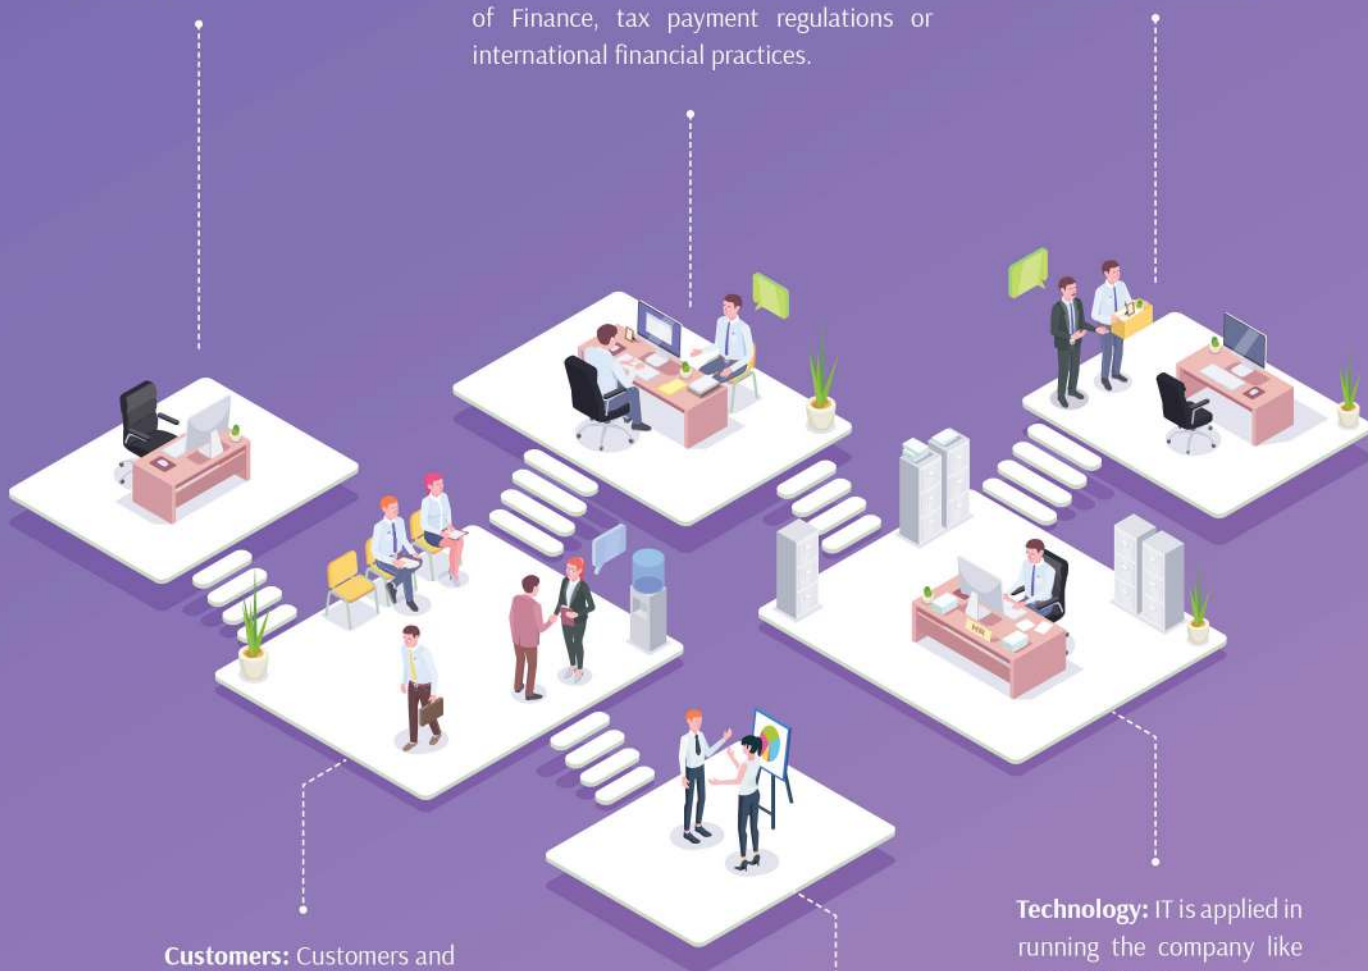 of Finance, tax payment regulations or
international financial practices.
HR
Customers: Customers and
Technology: IT is applied in
running the company like